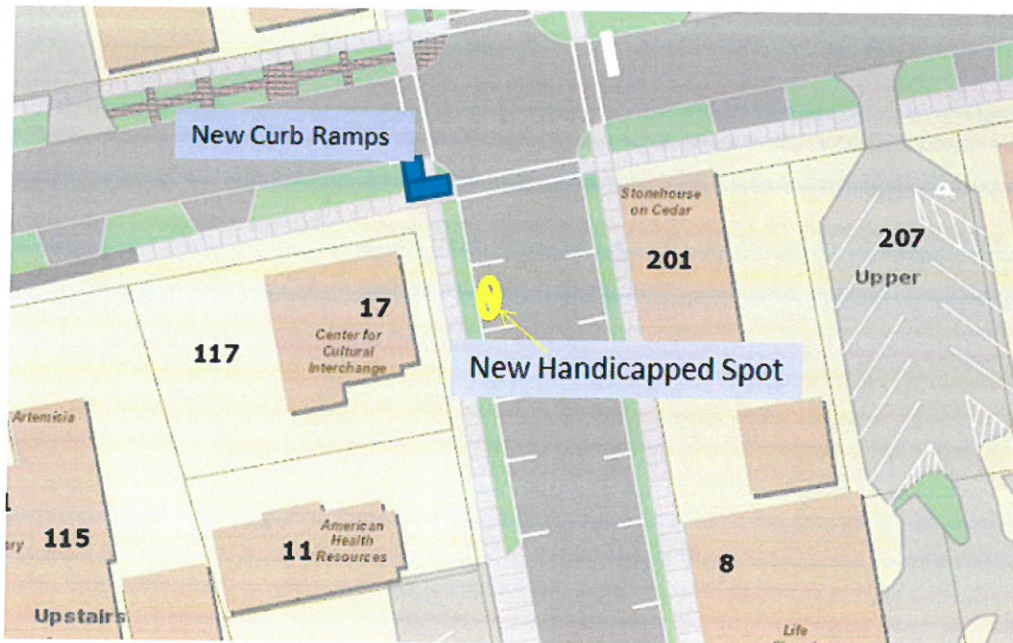 New Curb Ramps
Stonehouse
on Cedar
201
207
Upper
17
Center for
Cultural
Interchange
117
New Handicapped Spot
Artemisia
115
11
American
Health
Resources
8
Upstairs
Life